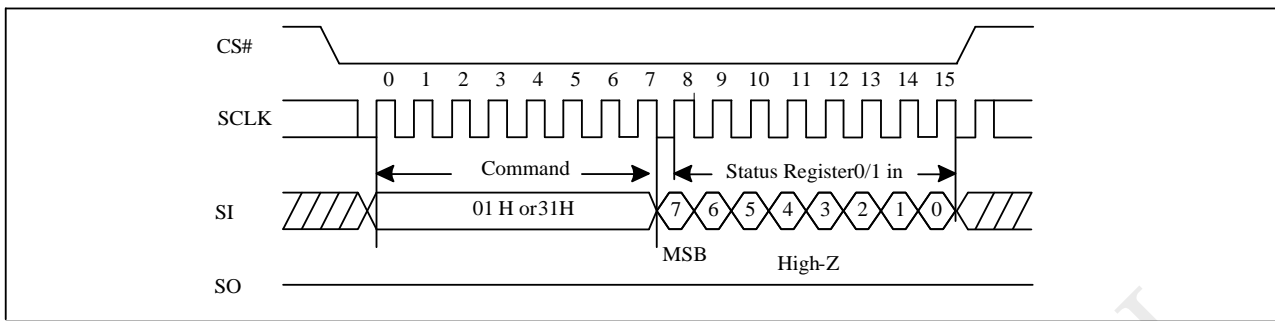 CS#
0 1 2 3 4 5 6 7 8 9 10 11 12 13 14 15
SCLK
Command
Status Register0/1 in
SI
01 H or31H
7 6 5 4 3 2 1 0
MSB
High-Z
SO